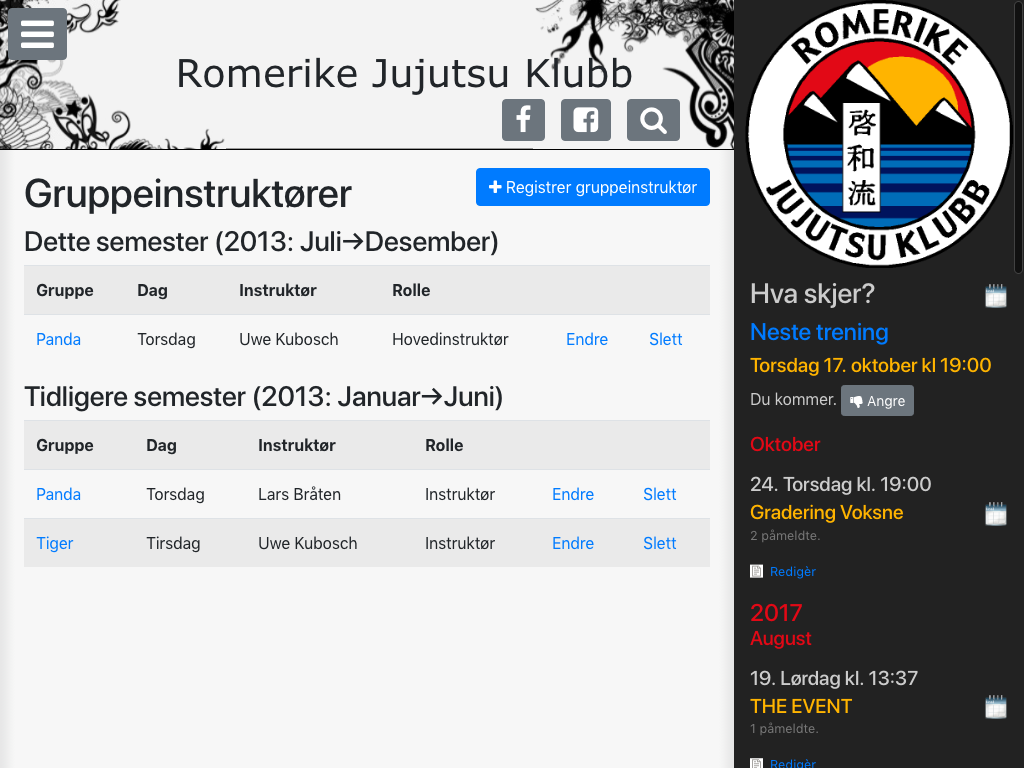 Romerike Jujutsu Klubb
Gruppeinstruktører
Registrer gruppeinstruktør
Dette semester (2013: Juli→Desember)
Gruppe Dag Instruktør Rolle
Panda Torsdag Uwe Kubosch Hovedinstruktør Endre Slett
Tidligere semester (2013: Januar→Juni)
Gruppe Dag Instruktør Rolle
Panda Torsdag Lars Bråten Instruktør Endre Slett
Tiger Tirsdag Uwe Kubosch Instruktør Endre Slett
ROMERIKE
啓和流
JUJUTSU KLUBB
Hva skjer?
Neste trening
Torsdag 17. oktober kl 19:00
Du kommer. Angre
Oktober
24. Torsdag kl. 19:00
Gradering Voksne
2 påmeldte.
Redigèr
2017
August
19. Lørdag kl. 13:37
THE EVENT
1 påmeldte.
Redigèr